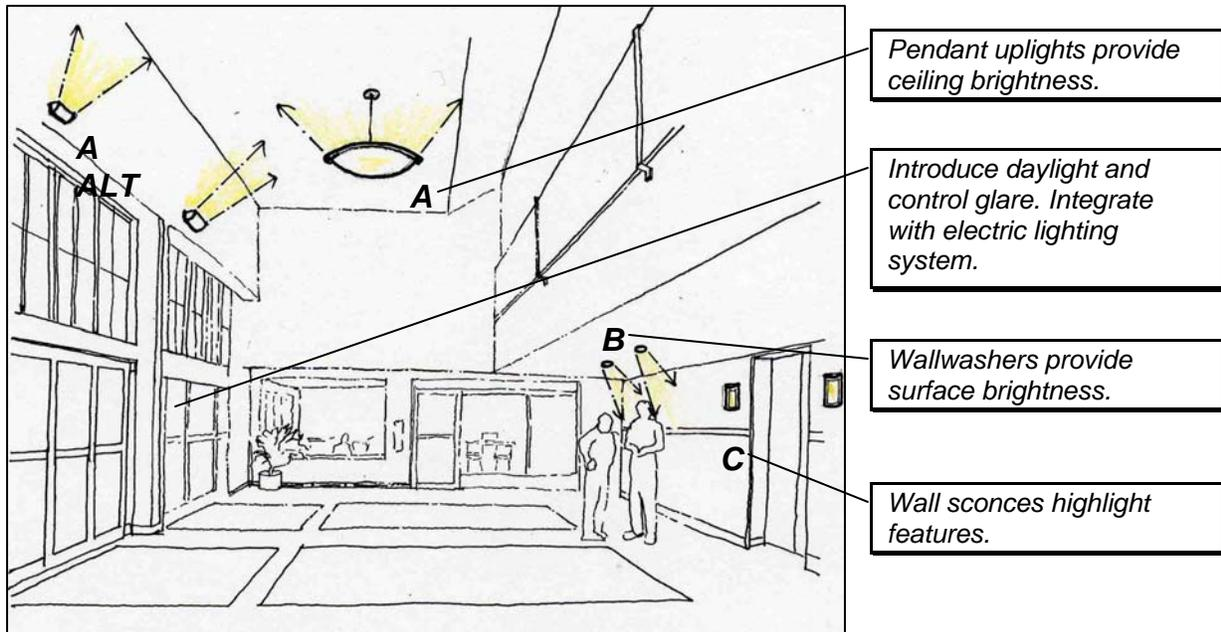 A
ALT
A
B
C
Pendant uplights provide
ceiling brightness.
Introduce daylight and
control glare. Integrate
with electric lighting
system.
Wallwashers provide
surface brightness.
Wall sconces highlight
features.